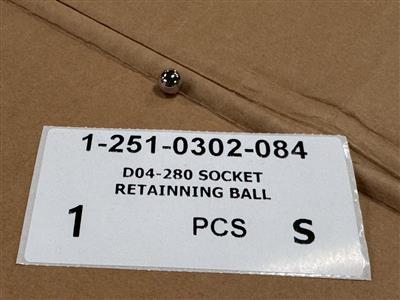 1-251-0302-084
D04-280 SOCKET
RETAINNING BALL
1 PCS S